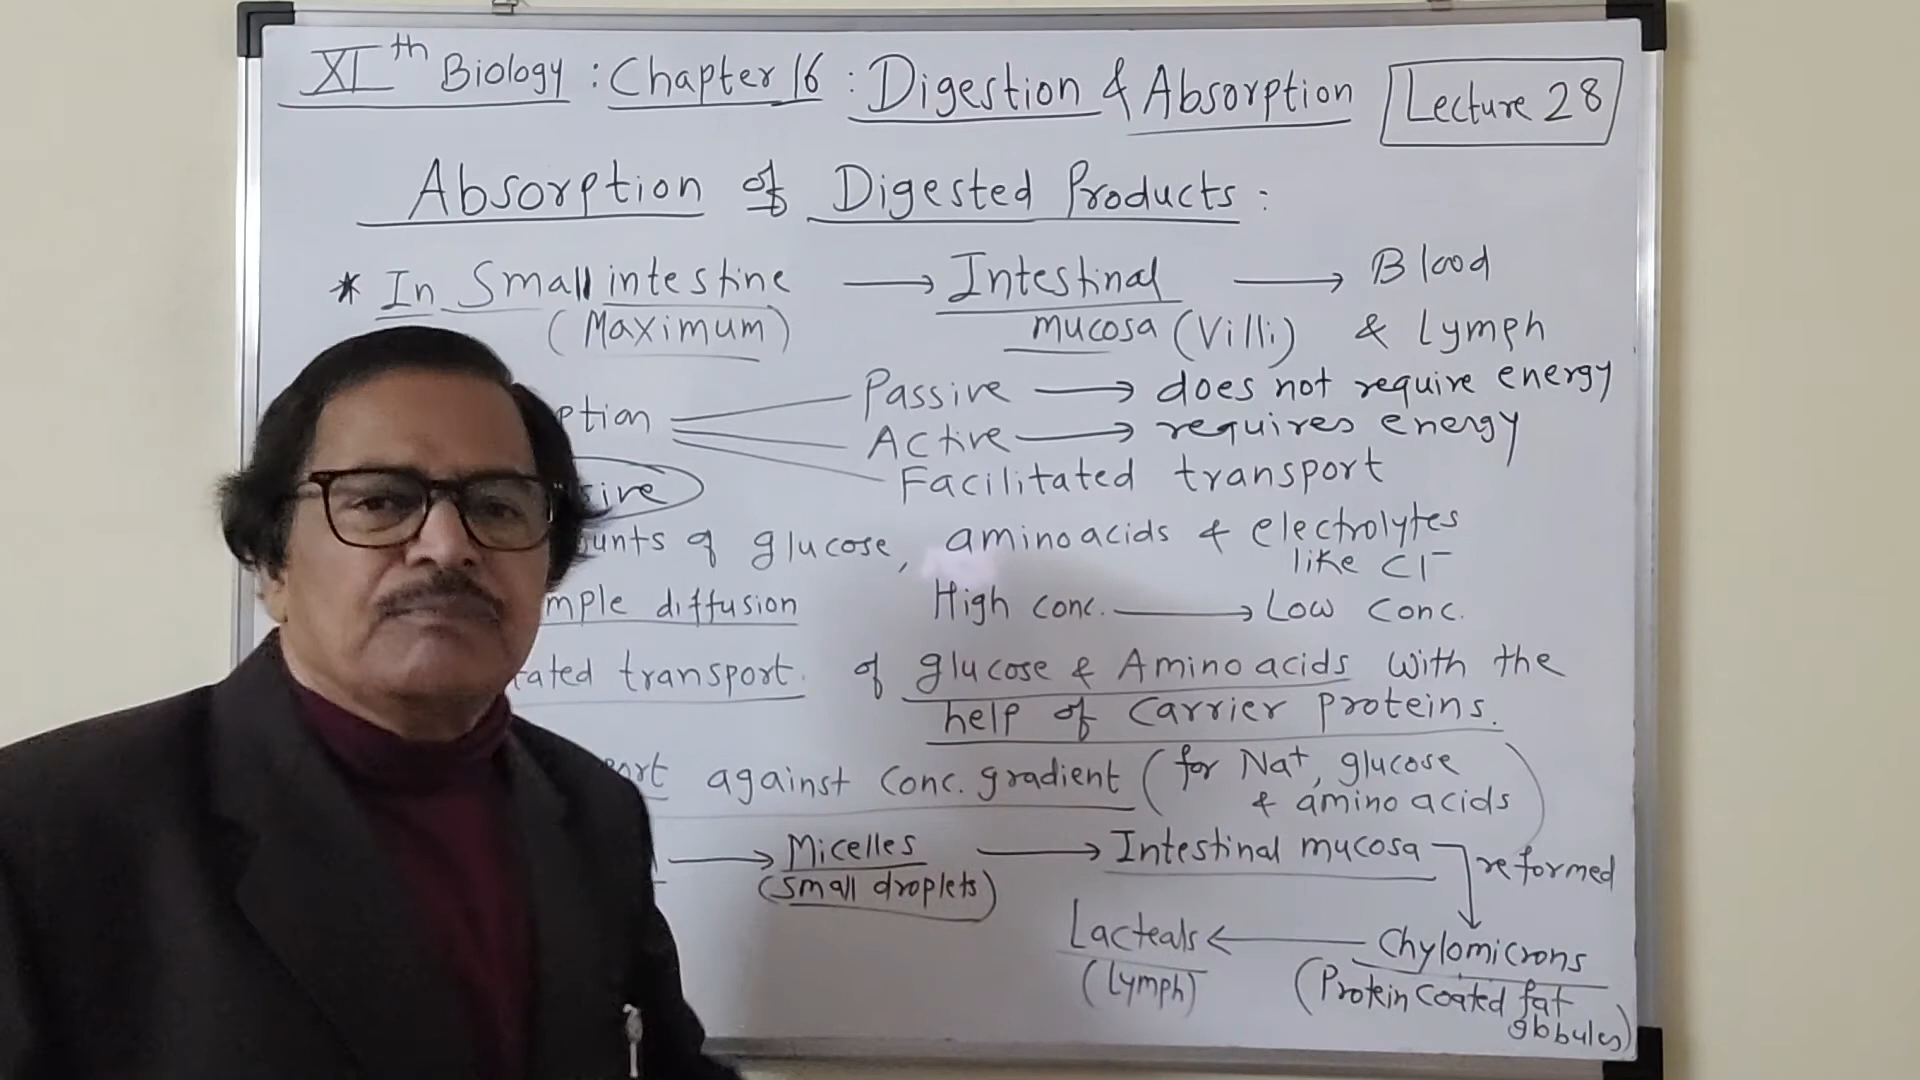 XIth Biology : Chapter 16 : Digestion & Absorption Lecture 28
Absorption of Digested Products :
* In Small intestine → Intestinal → Blood
(Maximum) mucosa (Villi) & Lymph
Passive → does not require energy
ption
Active → requires energy
Facilitated transport
ive
unts of glucose, aminoacids & electrolytes
like Cl⁻
mple diffusion High conc. → Low conc.
tated transport. of glucose & Amino acids with the
help of carrier proteins.
port against conc. gradient (for Na⁺, glucose
& amino acids)
→ Micelles → Intestinal mucosa reformed
(small droplets)
Lacteals ← Chylomicrons
(Lymph) (Protein coated fat
globules)